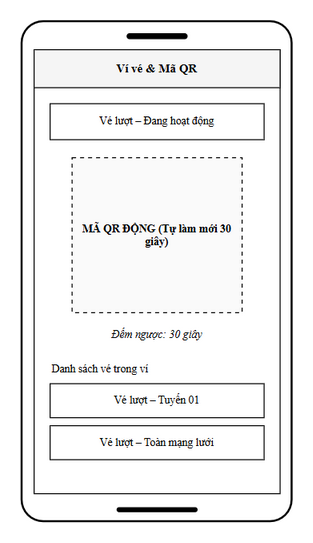 Ví vé & Mã QR
Vé lượt – Đang hoạt động
MÃ QR ĐỘNG (Tự làm mới 30
giây)
Đếm ngược: 30 giây
Danh sách vé trong ví
Vé lượt – Tuyến 01
Vé lượt – Toàn mạng lưới